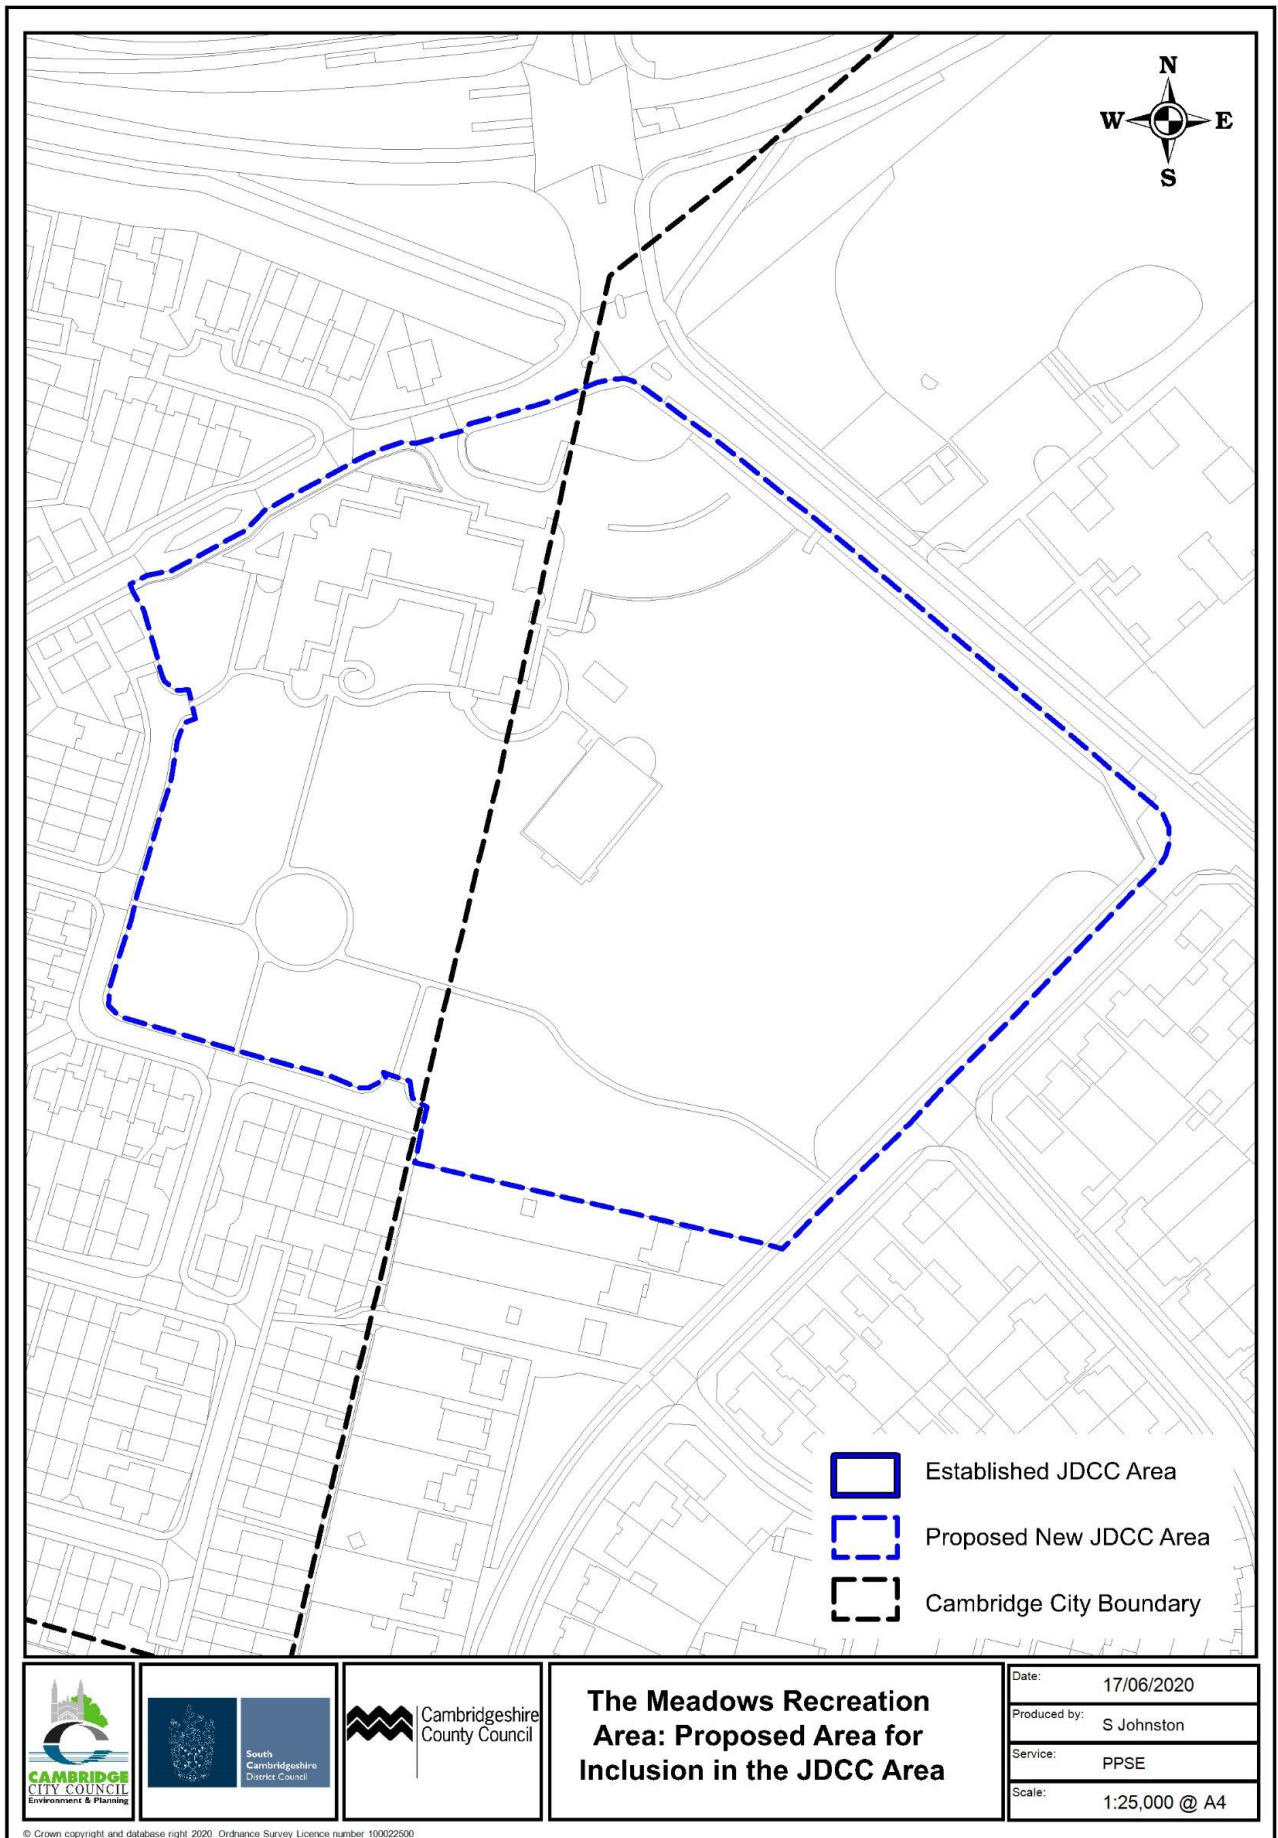 N
W E
S
Established JDCC Area
Proposed New JDCC Area
Cambridge City Boundary
CAMBRIDGE
CITY COUNCIL
Environment & Planning
South
Cambridgeshire
District Council
Cambridgeshire
County Council
The Meadows Recreation
Area: Proposed Area for
Inclusion in the JDCC Area
Date: 17/06/2020
Produced by: S Johnston
Service: PPSE
Scale: 1:25,000 @ A4
© Crown copyright and database right 2020. Ordnance Survey Licence number 100022500